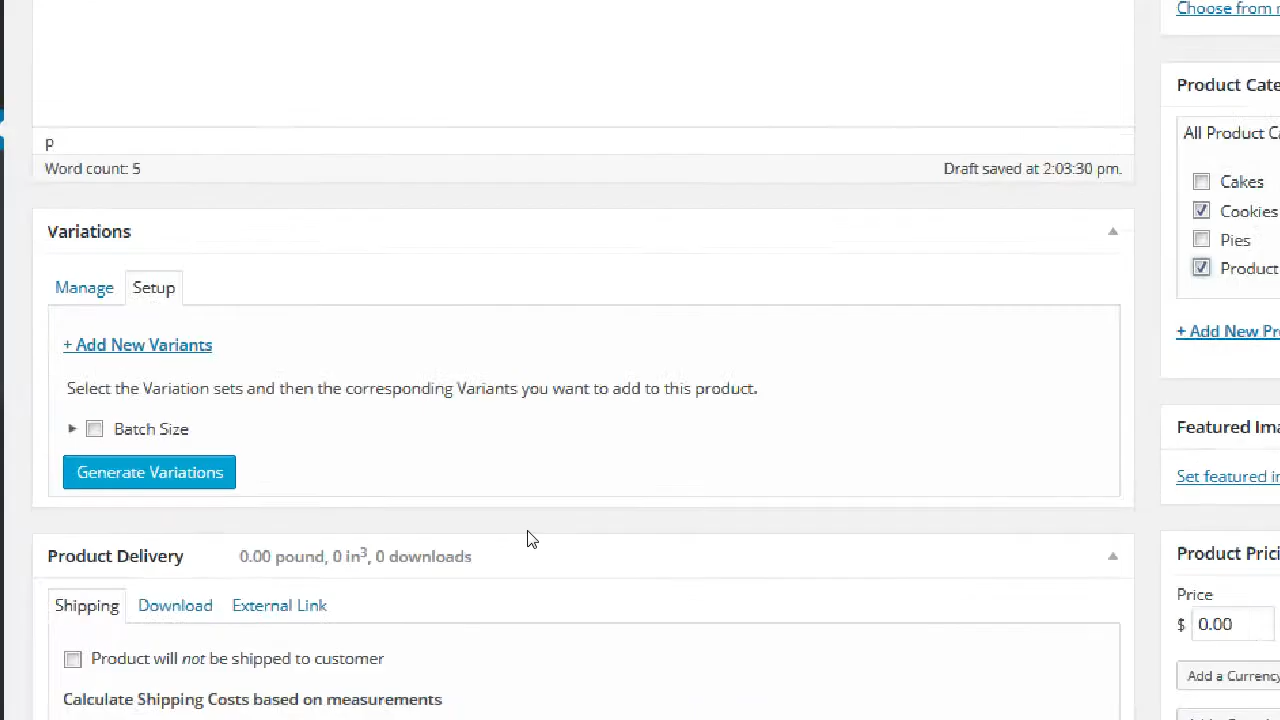 Choose from
Product Cate
All Product
Cakes
Cookies
Pies
Product
+ Add New
p
Word count: 5
Draft saved at 2:03:30 pm.
Variations
Manage
Setup
+ Add New Variants
Select the Variation sets and then the corresponding Variants you want to add to this product.
Batch Size
Generate Variations
Featured Ima
Set featured
Product Delivery
0.00 pound, 0 in³, 0 downloads
Shipping
Download
External Link
Product will not be shipped to customer
Calculate Shipping Costs based on measurements
Product Prici
Price
$ 0.00
Add a Currency